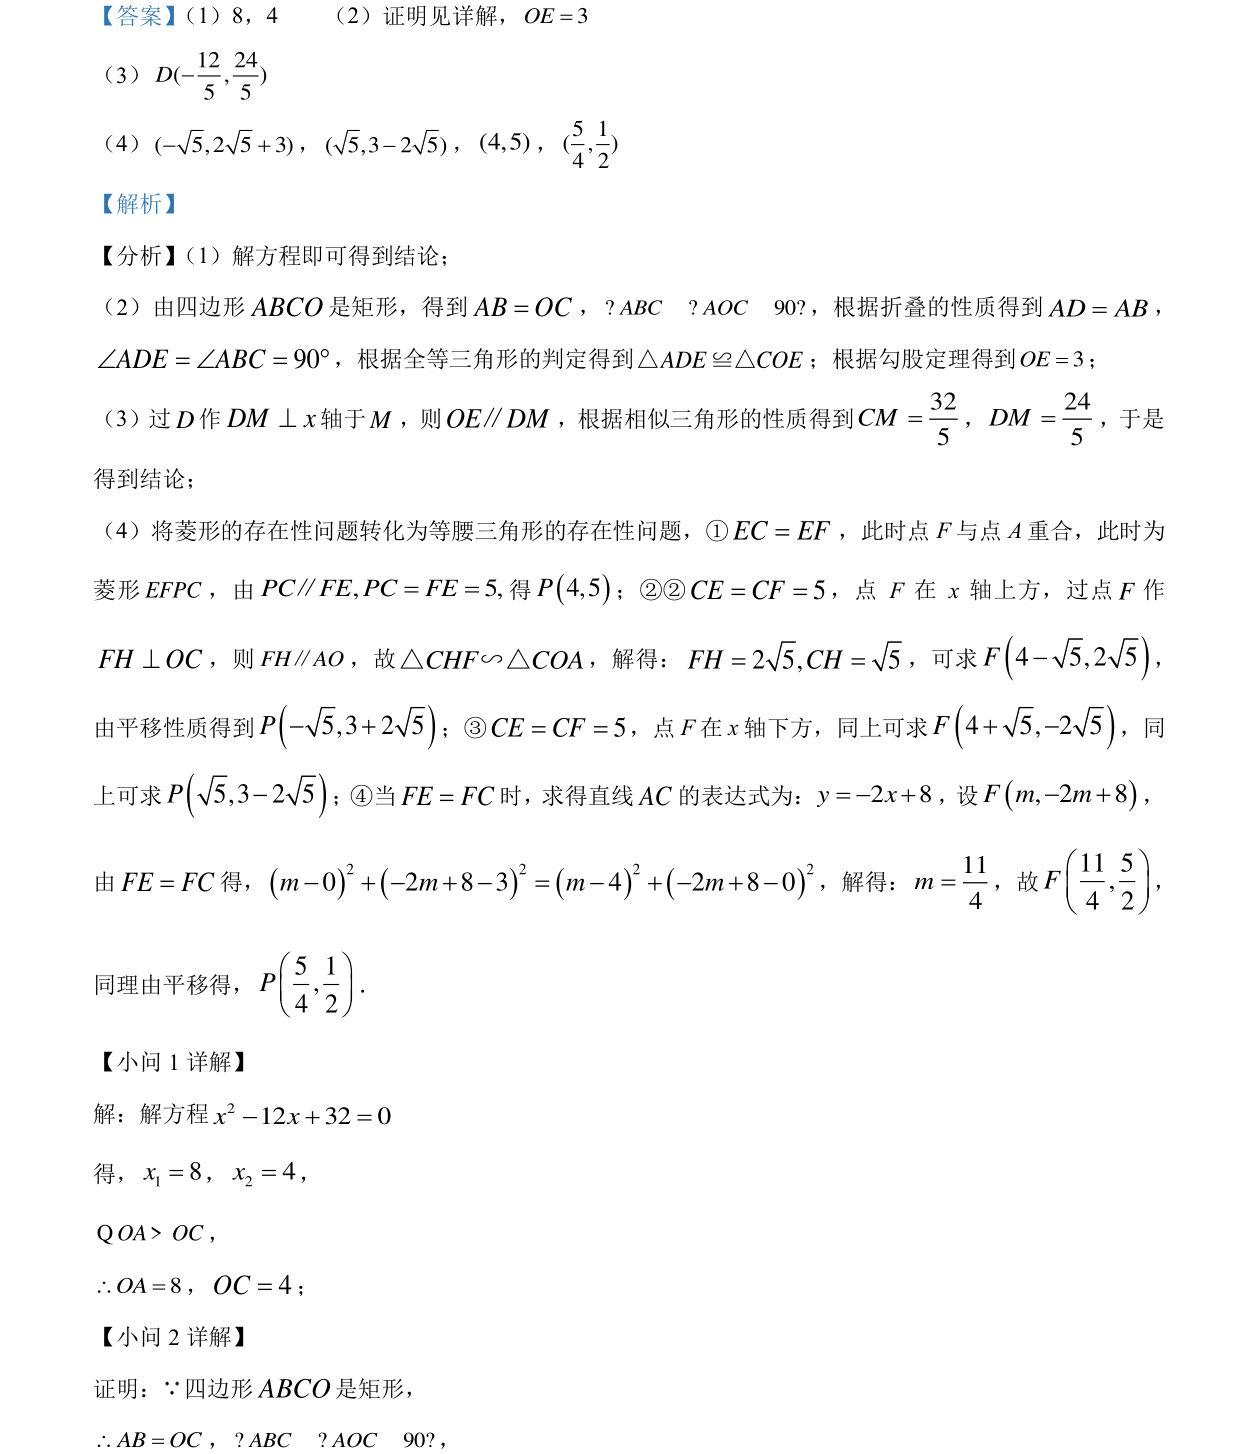 【答案】（1）8，4 （2）证明见详解，OE = 3
（3）D(-12/5, 24/5)
（4）(-√5, 2√5 + 3)，(√5, 3 - 2√5)，(4,5)，(5/4, 1/2)
【解析】
【分析】（1）解方程即可得到结论；
（2）由四边形 ABCO 是矩形，得到 AB = OC，? ABC ? AOC 90?，根据折叠的性质得到 AD = AB，
∠ADE = ∠ABC = 90°，根据全等三角形的判定得到△ADE ≌△COE；根据勾股定理得到OE = 3；
（3）过 D 作 DM ⊥ x 轴于 M，则 OE∥DM，根据相似三角形的性质得到 CM = 32/5，DM = 24/5，于是
得到结论；
（4）将菱形的存在性问题转化为等腰三角形的存在性问题，① EC = EF，此时点 F 与点 A 重合，此时为
菱形 EFPC，由 PC∥FE, PC = FE = 5, 得 P(4,5)；②② CE = CF = 5，点 F 在 x 轴上方，过点 F 作
FH ⊥ OC，则 FH∥AO，故△CHF∽△COA，解得：FH = 2√5, CH = √5，可求 F(4 - √5, 2√5)，
由平移性质得到 P(-√5, 3 + 2√5)；③ CE = CF = 5，点 F 在 x 轴下方，同上可求 F(4 + √5, -2√5)，同
上可求 P(√5, 3 - 2√5)；④当 FE = FC 时，求得直线 AC 的表达式为：y = -2x + 8，设 F(m, -2m + 8)，
由 FE = FC 得，(m - 0)² + (-2m + 8 - 3)² = (m - 4)² + (-2m + 8 - 0)²，解得：m = 11/4，故 F(11/4, 5/2)，
同理由平移得，P(5/4, 1/2)．
【小问 1 详解】
解：解方程 x² - 12x + 32 = 0
得，x₁ = 8，x₂ = 4，
Q OA > OC，
∴OA = 8，OC = 4；
【小问 2 详解】
证明：∵四边形 ABCO 是矩形，
∴AB = OC，? ABC ? AOC 90?，